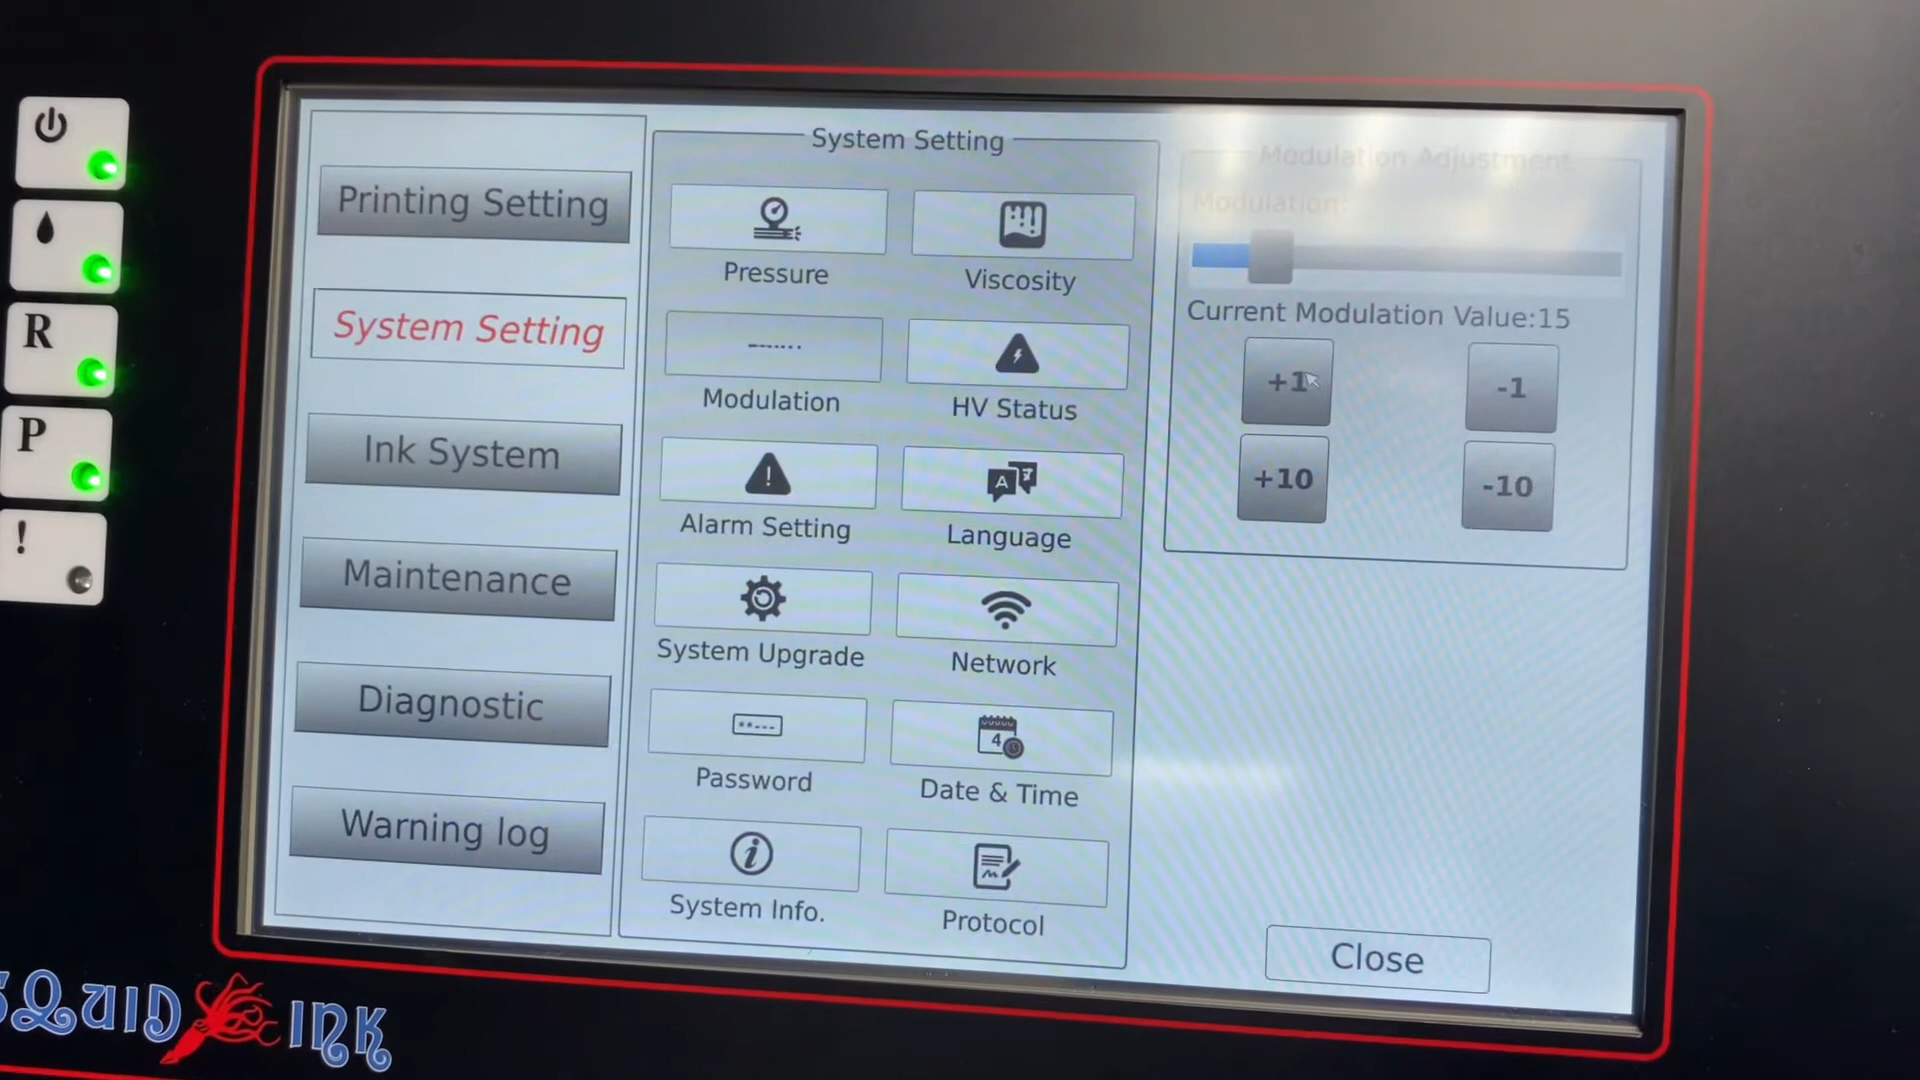 R
P
!
Printing Setting
System Setting
Ink System
Maintenance
Diagnostic
Warning log
System Setting
Pressure
Viscosity
Modulation
HV Status
Alarm Setting
Language
System Upgrade
Network
Password
Date & Time
System Info.
Protocol
Modulation Adjustment
Modulation:
Current Modulation Value:15
+1
-1
+10
-10
Close
SQUID INK